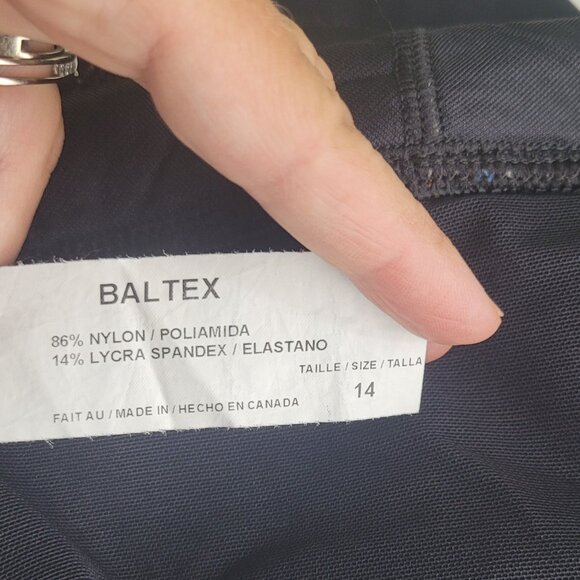 BALTEX
86% NYLON / POLIAMIDA
14% LYCRA SPANDEX / ELASTANO
TAILLE / SIZE / TALLA
14
FAIT AU / MADE IN / HECHO EN CANADA